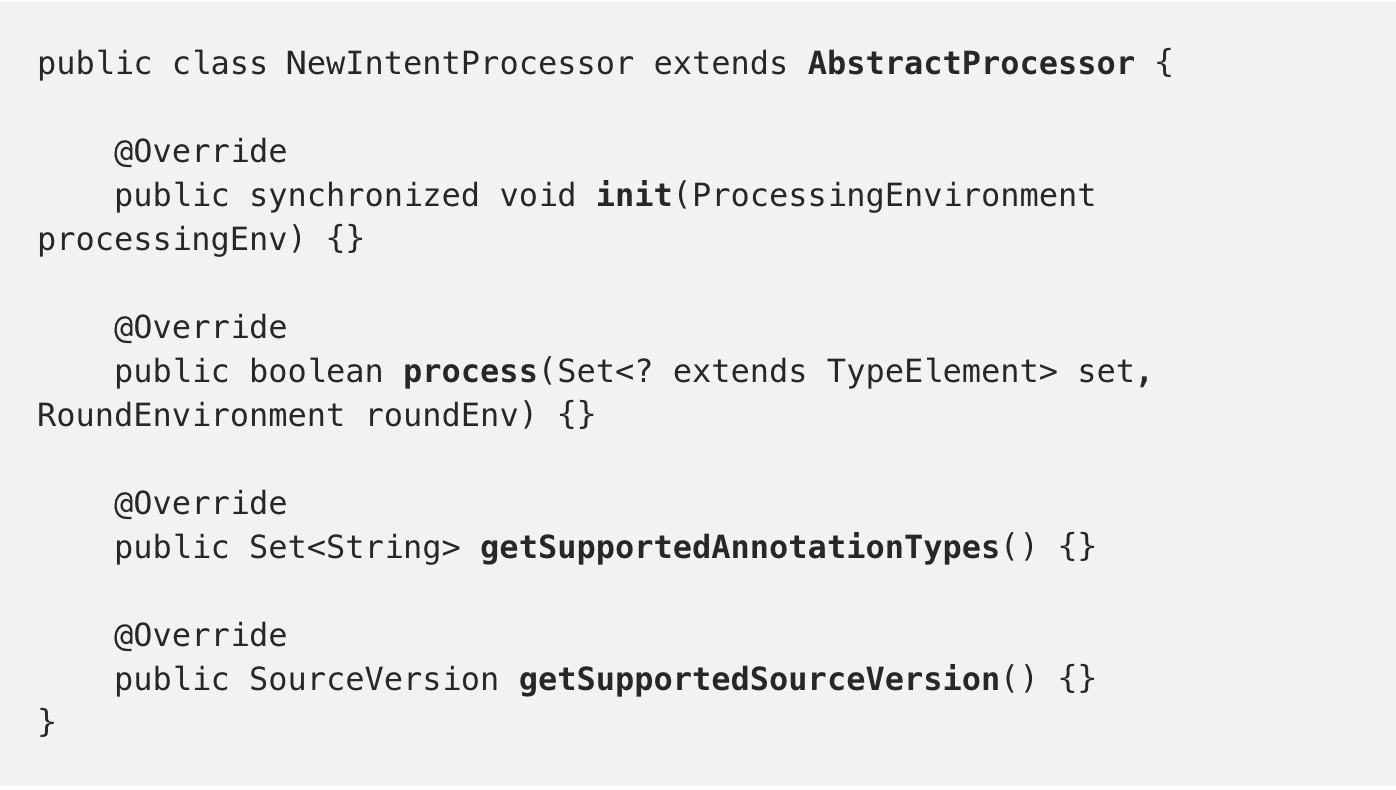 public class NewIntentProcessor extends AbstractProcessor {
@Override
public synchronized void init(ProcessingEnvironment
processingEnv) {}
@Override
public boolean process(Set<? extends TypeElement> set,
RoundEnvironment roundEnv) {}
@Override
public Set<String> getSupportedAnnotationTypes() {}
@Override
public SourceVersion getSupportedSourceVersion() {}
}